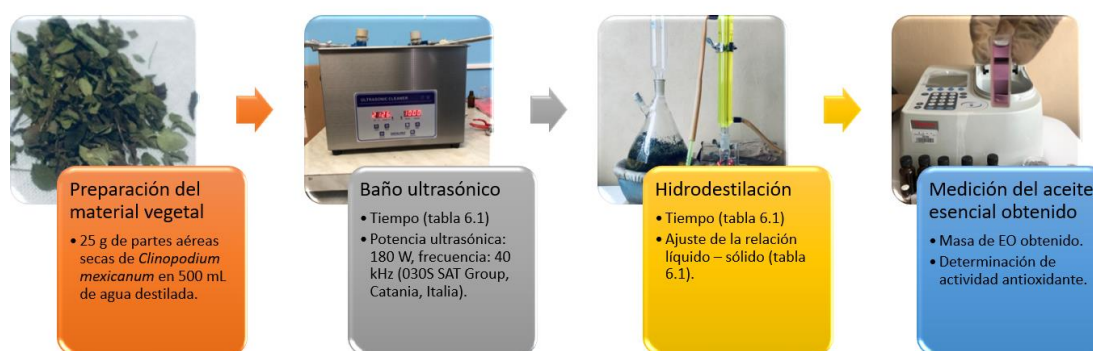 Preparación del
material vegetal
• 25 g de partes aéreas
secas de Clinopodium
mexicanum en 500 mL
de agua destilada.
Baño ultrasónico
• Tiempo (tabla 6.1)
• Potencia ultrasónica:
180 W, frecuencia: 40
kHz (030S SAT Group,
Catania, Italia).
Hidrodestilación
• Tiempo (tabla 6.1)
• Ajuste de la relación
líquido – sólido (tabla
6.1).
Medición del aceite
esencial obtenido
• Masa de EO obtenido.
• Determinación de
actividad antioxidante.
ULTRASONIC CLEANER